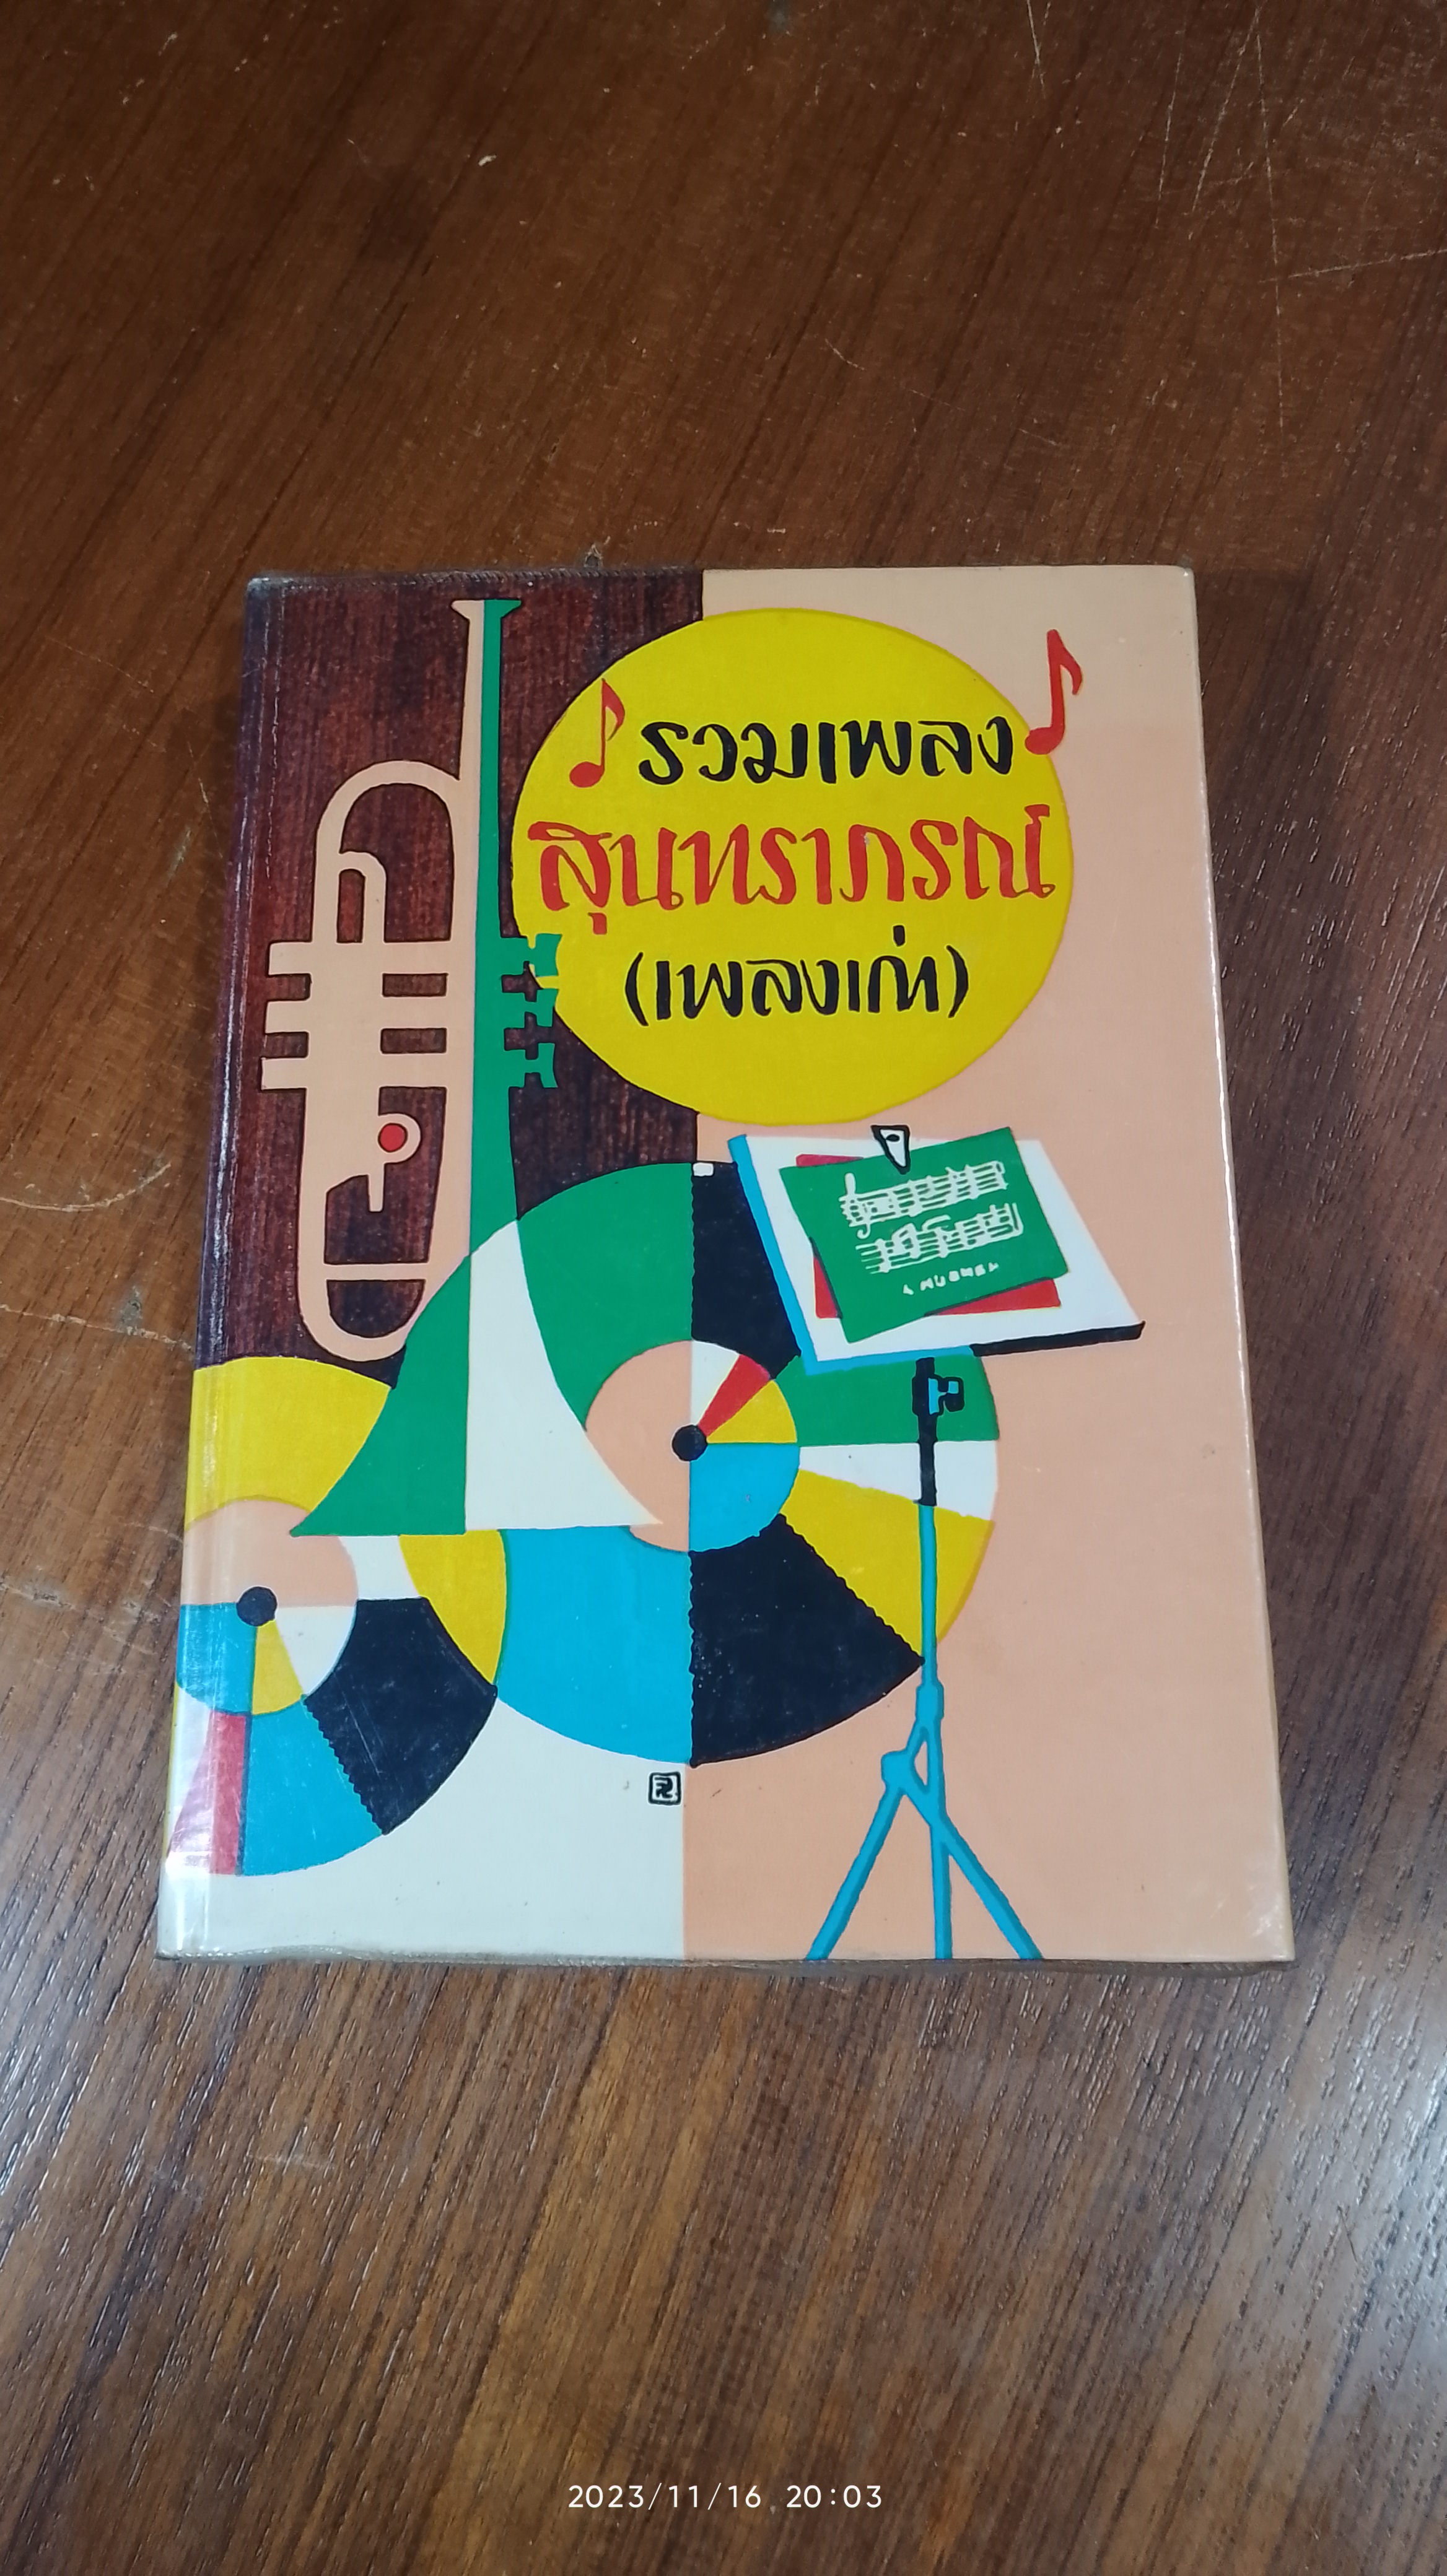 รวมเพลง
สุนทราภรณ์
(เพลงเก่า)
2023/11/16 20:03